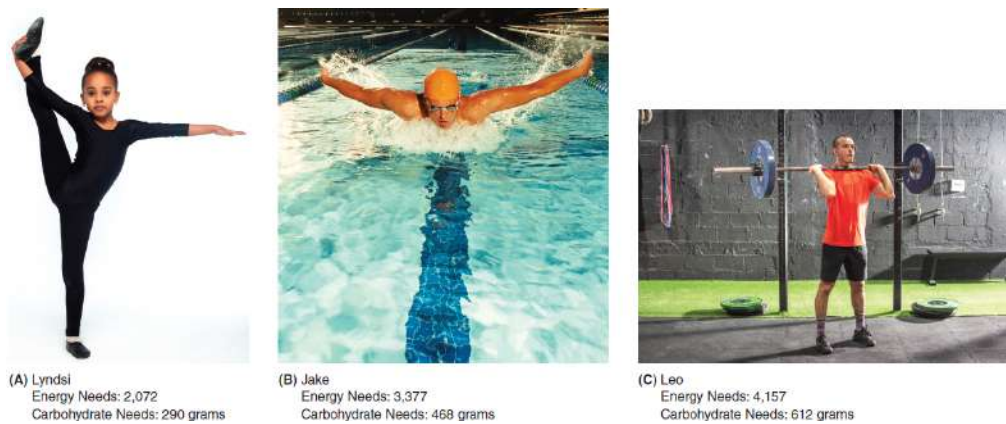 (A) Lyndsi
Energy Needs: 2,072
Carbohydrate Needs: 290 grams
(B) Jake
Energy Needs: 3,377
Carbohydrate Needs: 468 grams
(C) Leo
Energy Needs: 4,157
Carbohydrate Needs: 612 grams